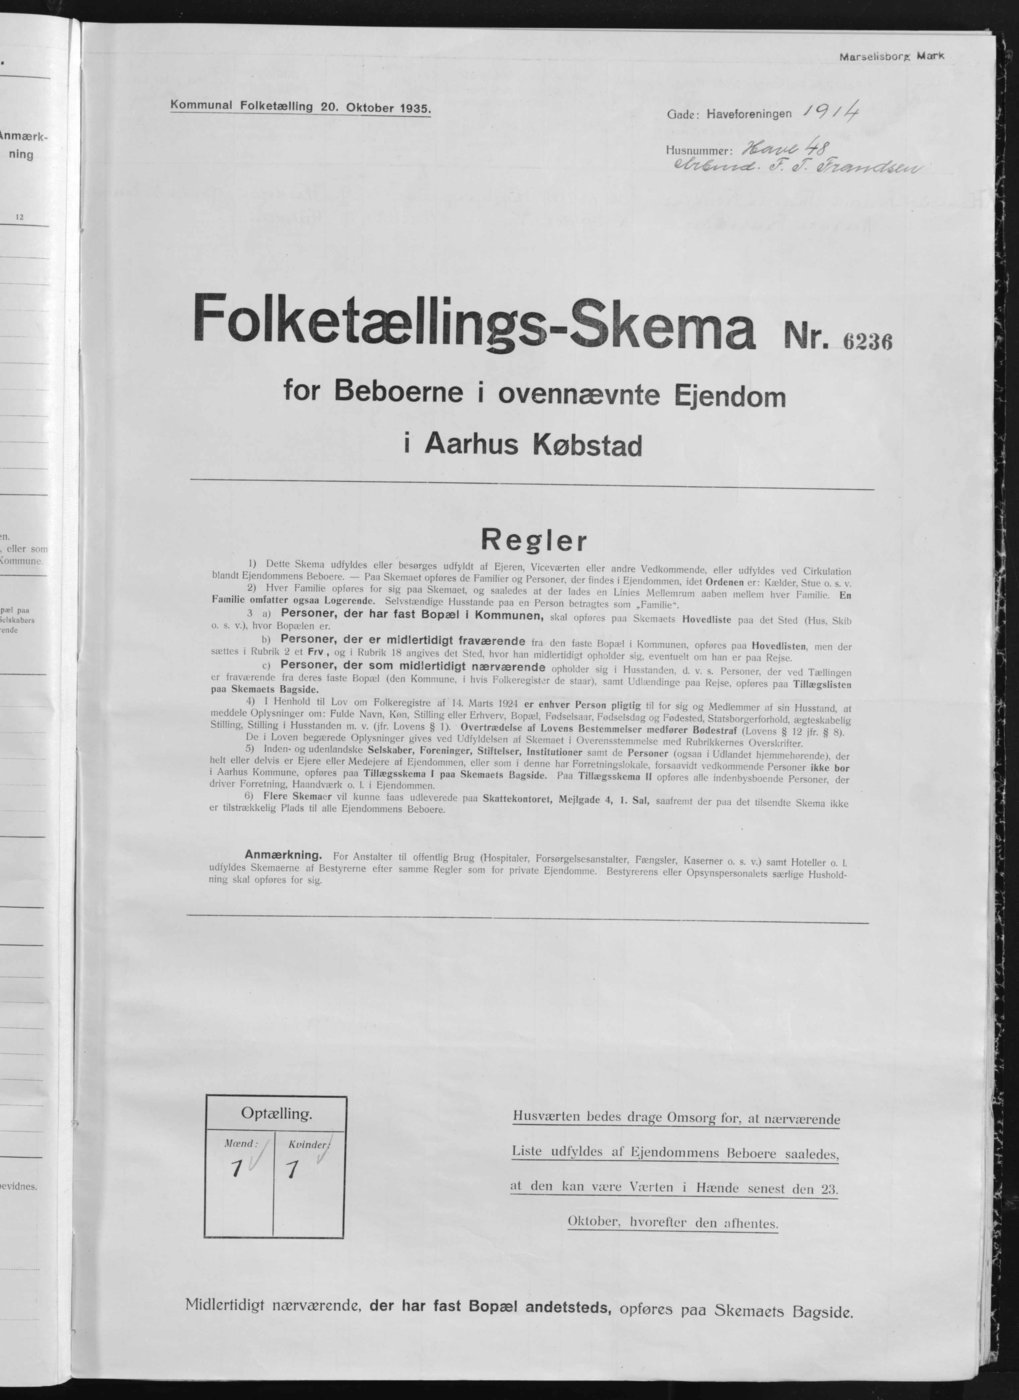 Marselisborg Mark
Kommunal Folketælling 20. Oktober 1935.
Gade: Haveforeningen 1914
Husnummer: Have 48
F. T. Frandsen
Folketællings-Skema Nr. 6236
for Beboerne i ovennævnte Ejendom
i Aarhus Købstad
Regler
1) Dette Skema udfyldes eller besørges udfyldt af Ejeren, Viceværten eller andre Vedkommende, eller udfyldes ved Cirkulation
blandt Ejendommens Beboere. — Paa Skemaet opføres de Familier og Personer, der findes i Ejendommen, idet Ordenen er: Kælder, Stue o. s. v.
2) Hver Familie opføres for sig paa Skemaet, og saaledes at der lades en Linies Mellemrum aaben mellem hver Familie. En
Familie omfatter ogsaa Logerende. Selvstændige Husstande paa en Person betragtes som „Familie“.
3 a) Personer, der har fast Bopæl i Kommunen, skal opføres paa Skemaets Hovedliste paa det Sted (Hus, Skib
o. s. v.), hvor Bopælen er.
b) Personer, der er midlertidigt fraværende fra den faste Bopæl i Kommunen, opføres paa Hovedlisten, men der
sættes i Rubrik 2 et Frv, og i Rubrik 18 angives det Sted, hvor han midlertidigt opholder sig, eventuelt om han er paa Rejse.
c) Personer, der som midlertidigt nærværende opholder sig i Husstanden, d. v. s. Personer, der ved Tællingen
er fraværende fra deres faste Bopæl (den Kommune, i hvis Folkeregister de staar), samt Udlændinge paa Rejse, opføres paa Tillægslisten
paa Skemaets Bagside.
4) I Henhold til Lov om Folkeregistre af 14. Marts 1924 er enhver Person pligtig til for sig og Medlemmer af sin Husstand, at
meddele Oplysninger om: Fulde Navn, Køn, Stilling eller Erhverv, Bopæl, Fødselsaar, Fødselsdag og Fødested, Statsborgerforhold, ægteskabelig
Stilling, Stilling i Husstanden m. v. (jfr. Lovens § 1). Overtrædelse af Lovens Bestemmelser medfører Bødestraf (Lovens § 12 jfr. § 8).
De i Loven begærede Oplysninger gives ved Udfyldelsen af Skemaet i Overensstemmelse med Rubrikkernes Overskrifter.
5) Inden- og udenlandske Selskaber, Foreninger, Stiftelser, Institutioner samt de Personer (ogsaa i Udlandet hjemmehørende), der
helt eller delvis er Ejere eller Medejere af Ejendommen, eller som i denne har Forretningslokale, forsaavidt vedkommende Personer ikke bor
i Aarhus Kommune, opføres paa Tillægsskema I paa Skemaets Bagside. Paa Tillægsskema II opføres alle indenbysboende Personer, der
driver Forretning, Haandværk o. l. i Ejendommen.
6) Flere Skemaer vil kunne faas udleverede paa Skattekontoret, Mejlgade 4, 1. Sal, saafremt der paa det tilsendte Skema ikke
er tilstrækkelig Plads til alle Ejendommens Beboere.
Anmærkning. For Anstalter til offentlig Brug (Hospitaler, Forsørgelsesanstalter, Fængsler, Kaserner o. s. v.) samt Hoteller o. l.
udfyldes Skemaerne af Bestyrerne efter samme Regler som for private Ejendomme. Bestyrerens eller Opsynspersonalets særlige Hushold-
ning skal opføres for sig.
Optælling.
Mænd: Kvinder:
1 1
Husværten bedes drage Omsorg for, at nærværende
Liste udfyldes af Ejendommens Beboere saaledes,
at den kan være Værten i Hænde senest den 23.
Oktober, hvorefter den afhentes.
Midlertidigt nærværende, der har fast Bopæl andetsteds, opføres paa Skemaets Bagside.
Anmærk-
ning
12
en.
, eller som
Kommune.
pæl paa
Selskabers
ende
bevidnes.